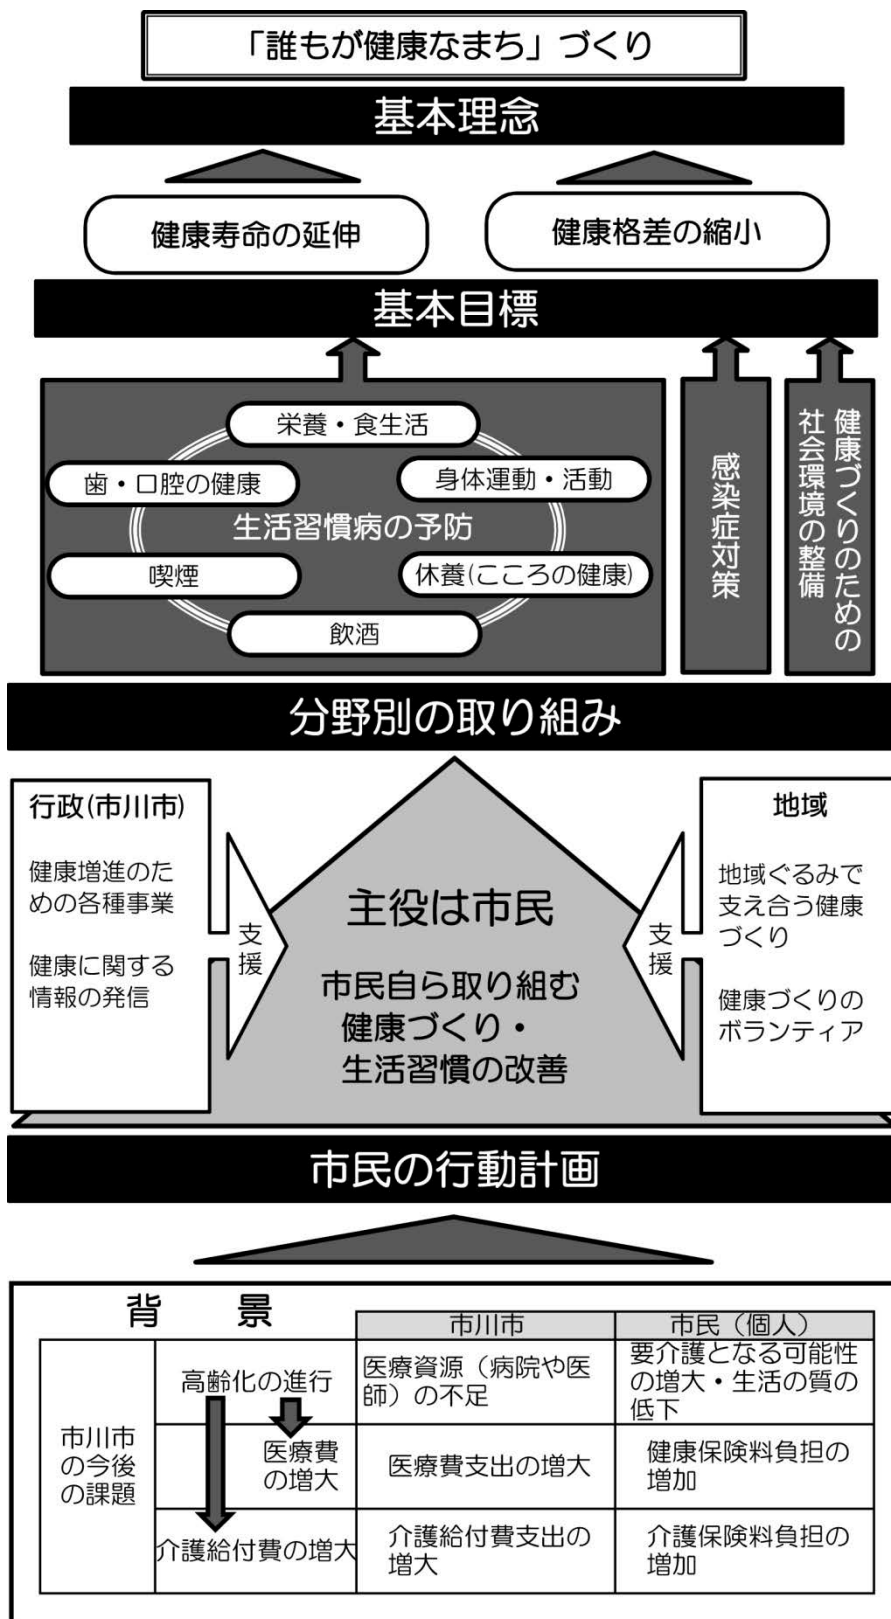 「誰もが健康なまち」づくり
基本理念
健康寿命の延伸
健康格差の縮小
基本目標
栄養・食生活
歯・口腔の健康
身体運動・活動
生活習慣病の予防
喫煙
休養(こころの健康)
飲酒
感染症対策
健康づくりのための
社会環境の整備
分野別の取り組み
行政(市川市)
健康増進のた
めの各種事業
健康に関する
情報の発信
支援
主役は市民
市民自ら取り組む
健康づくり・
生活習慣の改善
支援
地域
地域ぐるみで
支え合う健康
づくり
健康づくりの
ボランティア
市民の行動計画
背　景
市川市
市民（個人）
市川市
の今後
の課題
高齢化の進行
医療資源（病院や医
師）の不足
要介護となる可能性
の増大・生活の質の
低下
医療費
の増大
医療費支出の増大
健康保険料負担の
増加
介護給付費の増大
介護給付費支出の
増大
介護保険料負担の
増加